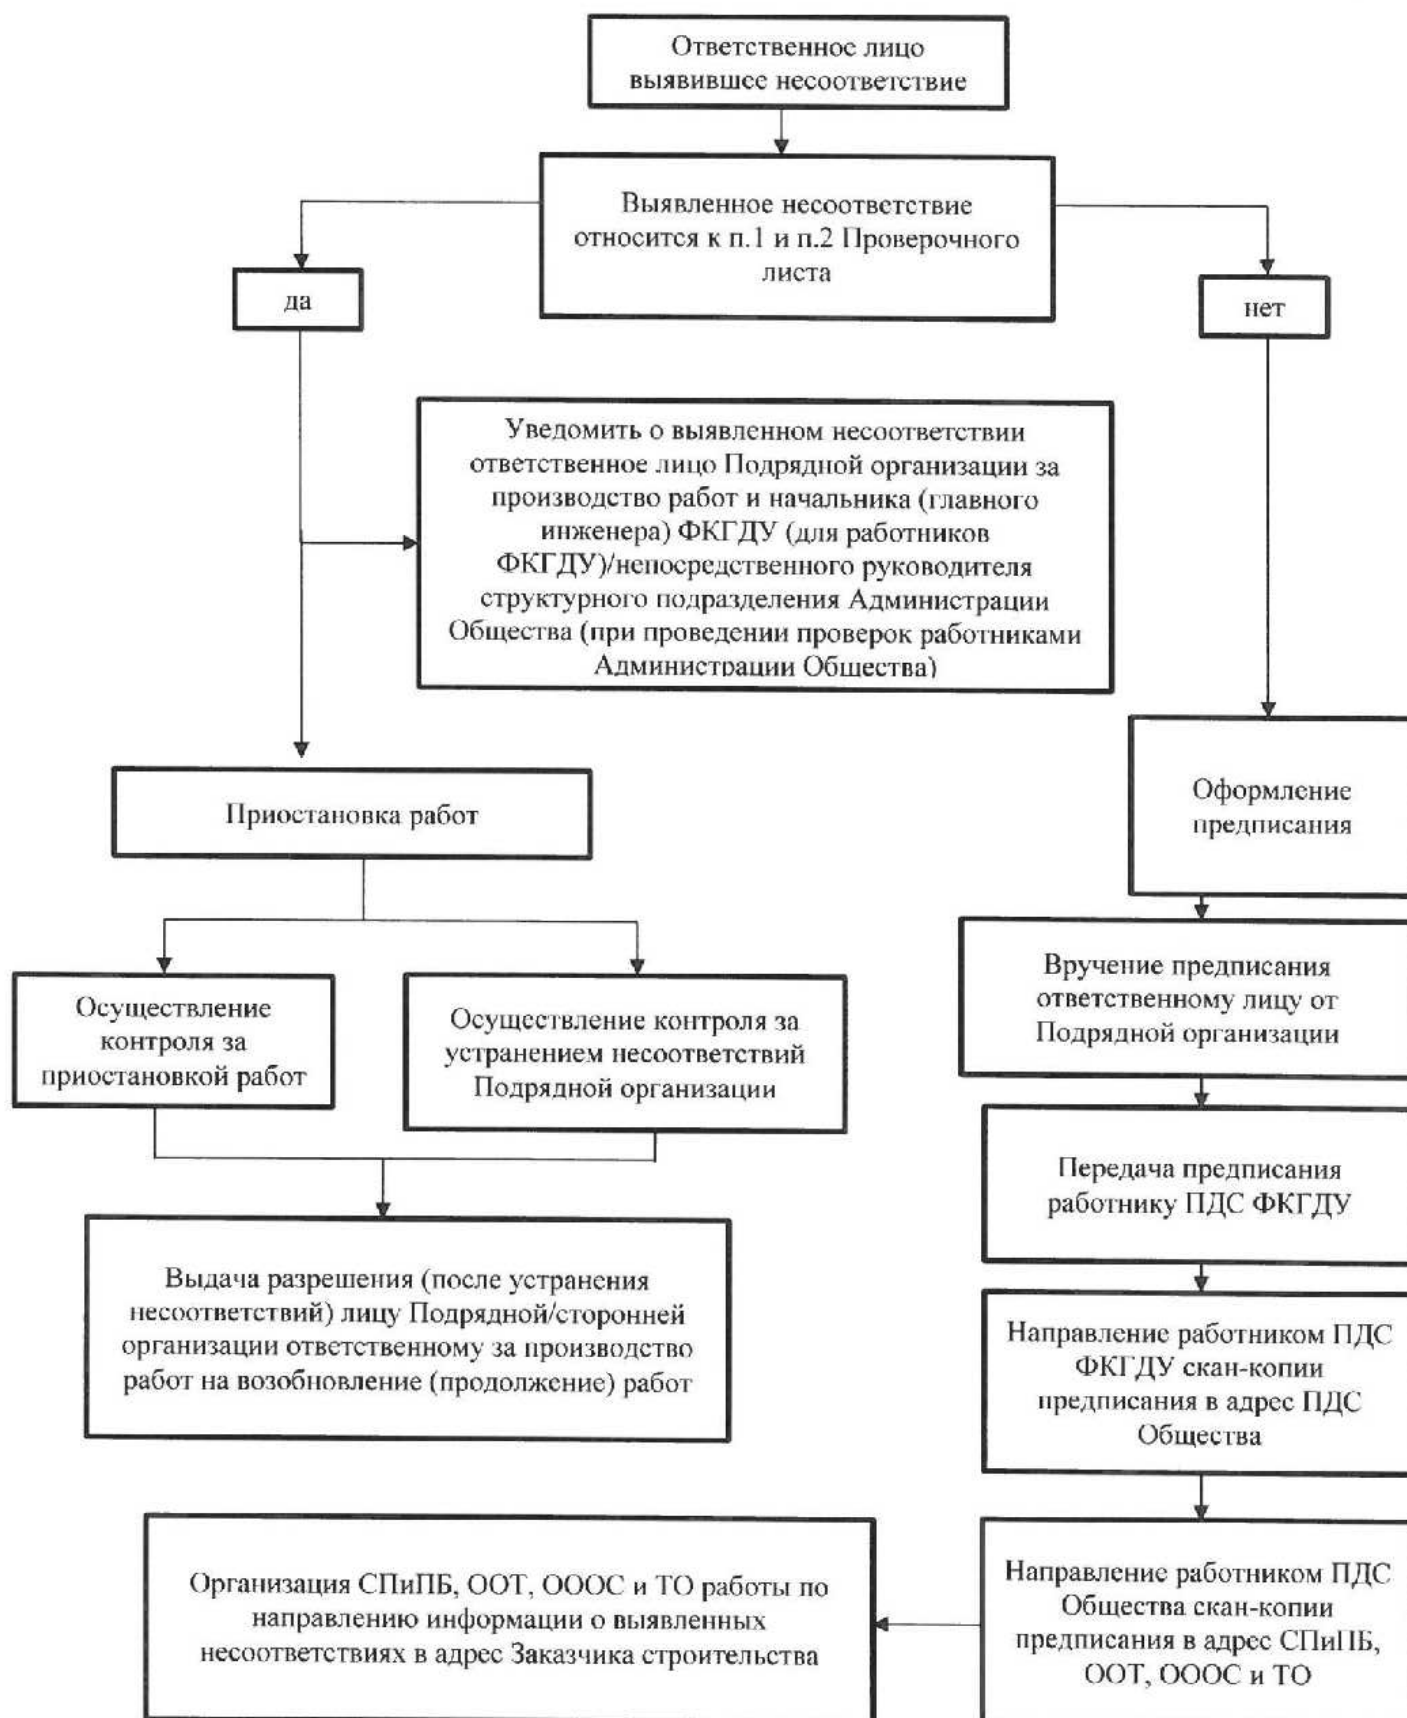 Ответственное лицо
выявившее несоответствие
Выявленное несоответствие
относится к п.1 и п.2 Проверочного
листа
да
нет
Уведомить о выявленном несоответствии
ответственное лицо Подрядной организации за
производство работ и начальника (главного
инженера) ФКГДУ (для работников
ФКГДУ)/непосредственного руководителя
структурного подразделения Администрации
Общества (при проведении проверок работниками
Администрации Общества)
Приостановка работ
Осуществление
контроля за
приостановкой работ
Осуществление контроля за
устранением несоответствий
Подрядной организации
Выдача разрешения (после устранения
несоответствий) лицу Подрядной/сторонней
организации ответственному за производство
работ на возобновление (продолжение) работ
Оформление
предписания
Вручение предписания
ответственному лицу от
Подрядной организации
Передача предписания
работнику ПДС ФКГДУ
Направление работником ПДС
ФКГДУ скан-копии
предписания в адрес ПДС
Общества
Направление работником ПДС
Общества скан-копии
предписания в адрес СПиПБ,
ООТ, ОООС и ТО
Организация СПиПБ, ООТ, ОООС и ТО работы по
направлению информации о выявленных
несоответствиях в адрес Заказчика строительства